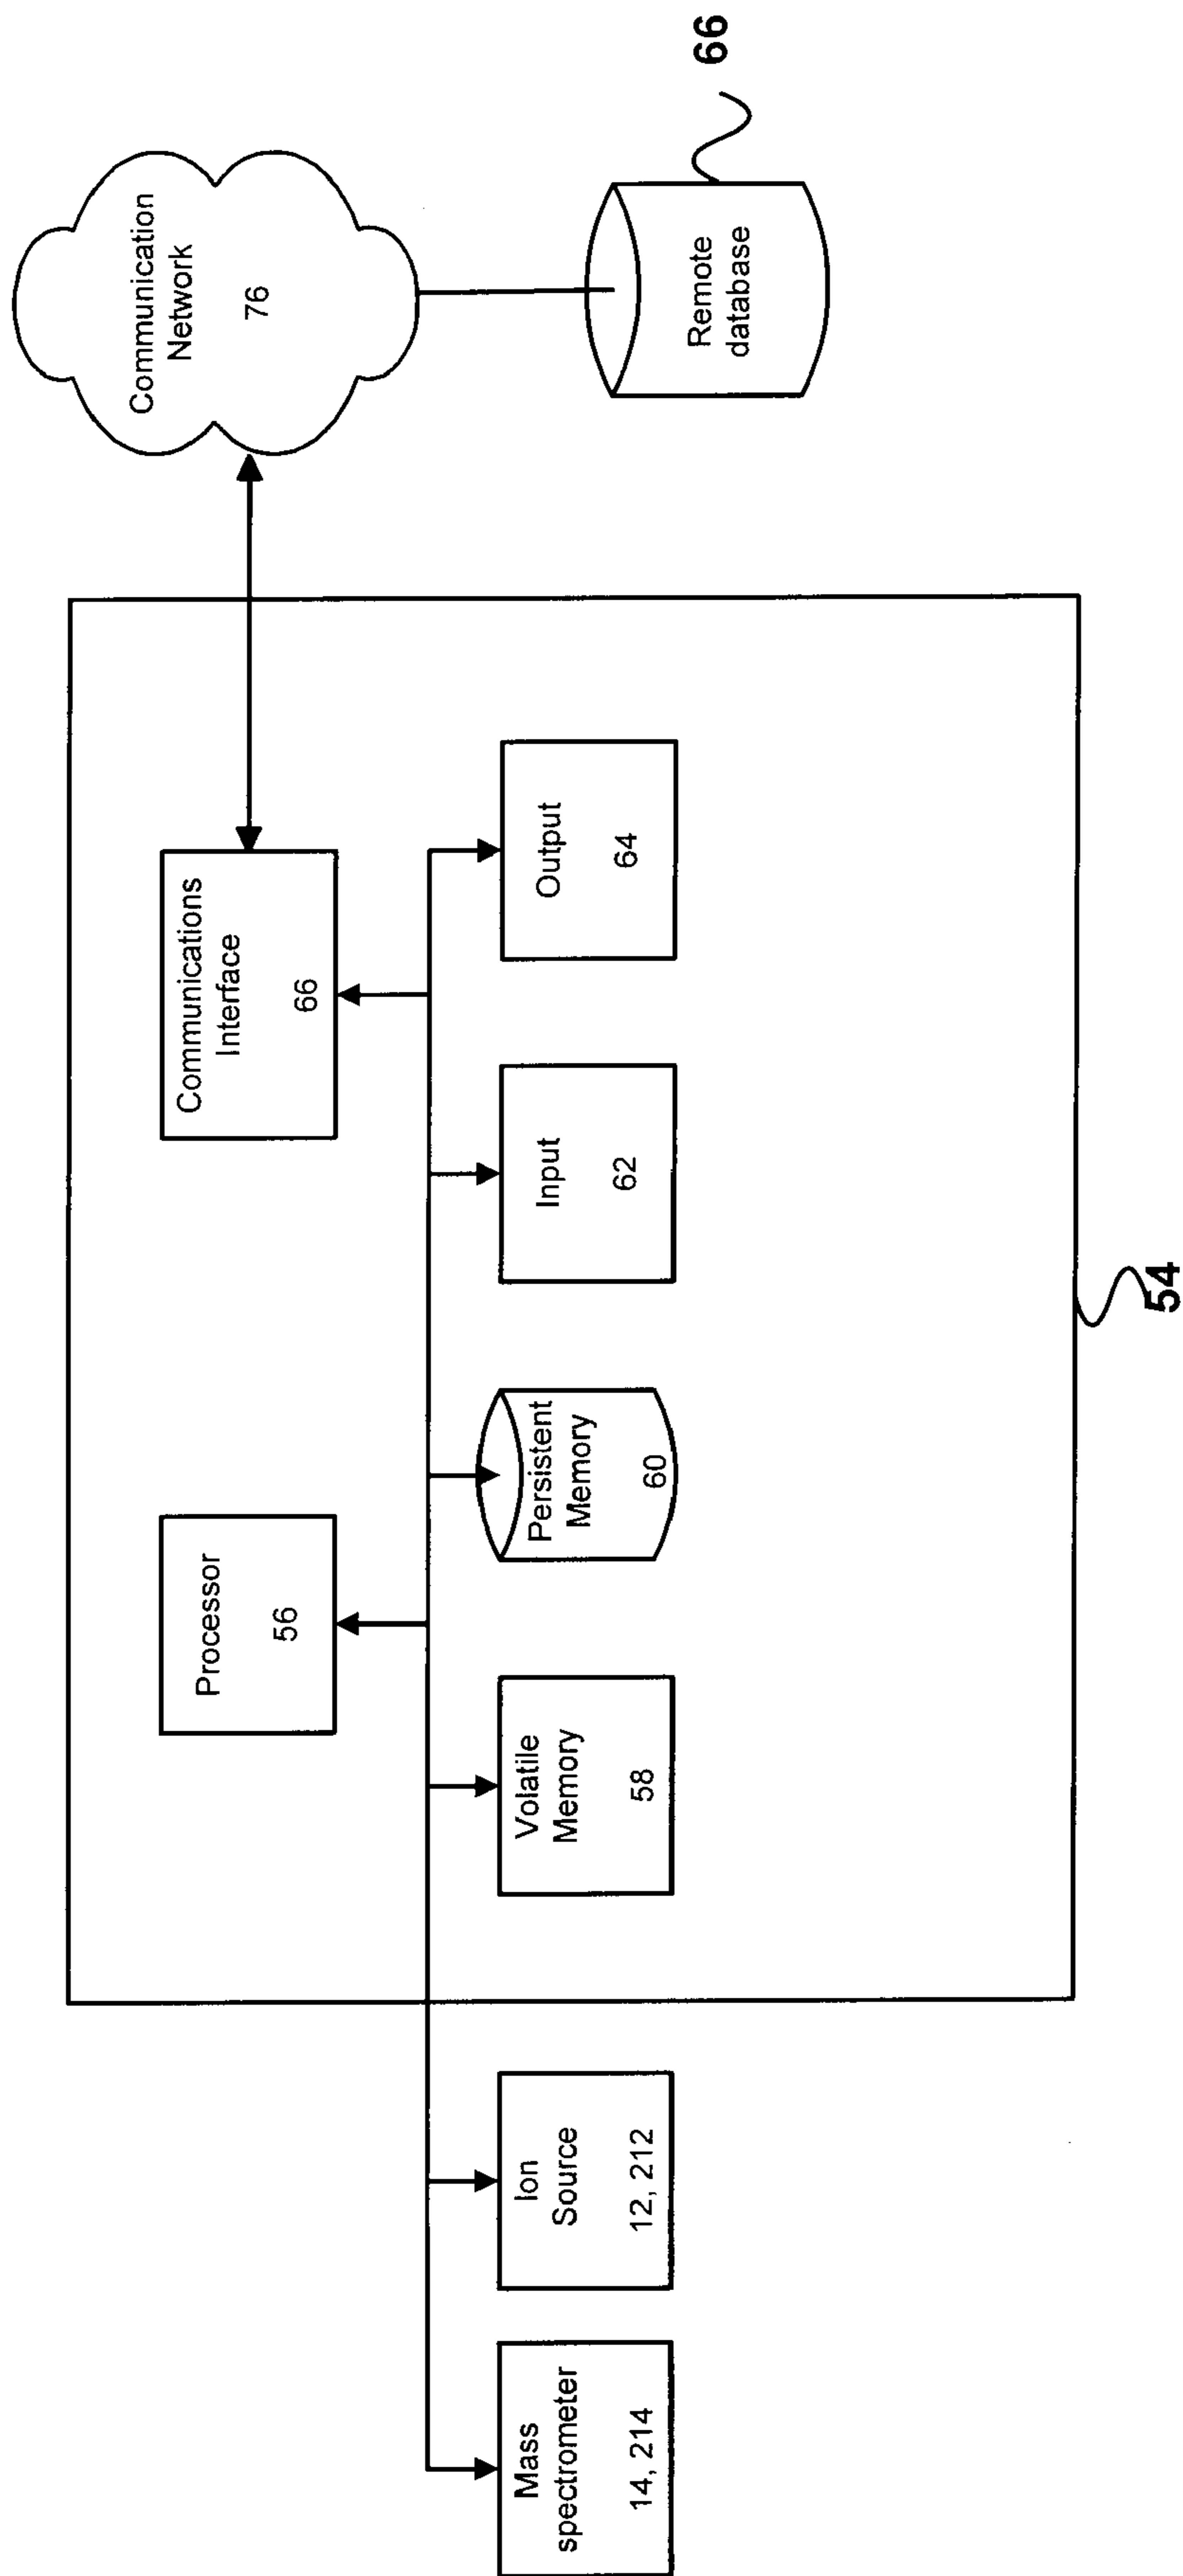 Communication
Network
76
66
Remote
database
Communications
Interface
66
Processor
56
Mass
spectrometer
14, 214
Ion
Source
12, 212
Volatile
Memory
58
Persistent
Memory
60
Input
62
Output
64
54